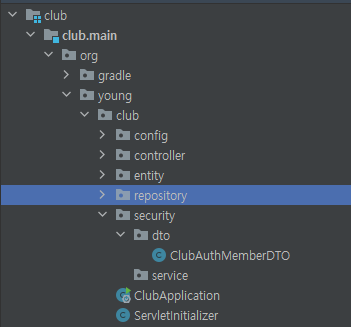 club
club.main
org
gradle
young
club
config
controller
entity
repository
security
dto
ClubAuthMemberDTO
service
ClubApplication
ServletInitializer